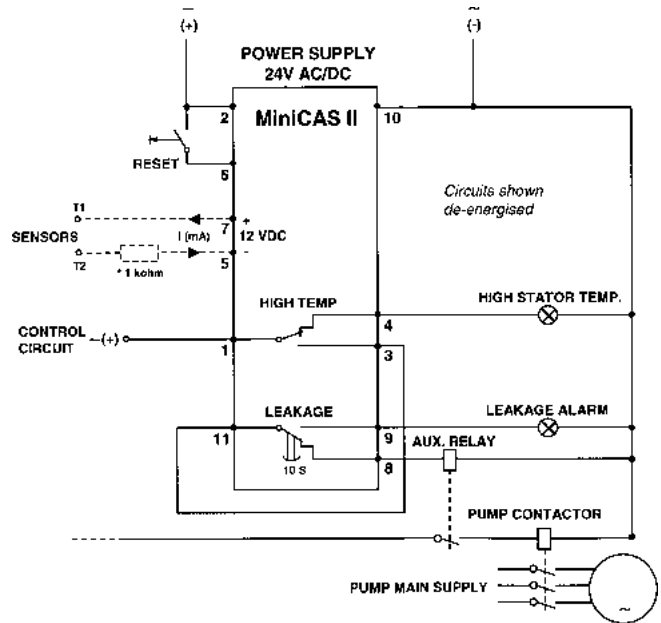 ~ ~
(+) (-)
POWER SUPPLY
24V AC/DC
2 MiniCAS II 10
RESET
6
Circuits shown
de-energised
T1
7 +
SENSORS I (mA) 12 VDC
T2 5 -
* 1 kohm
HIGH TEMP HIGH STATOR TEMP.
4
CONTROL
CIRCUIT
~(+) 1 3
LEAKAGE LEAKAGE ALARM
11 9
AUX. RELAY
10 S 8
PUMP CONTACTOR
PUMP MAIN SUPPLY
~